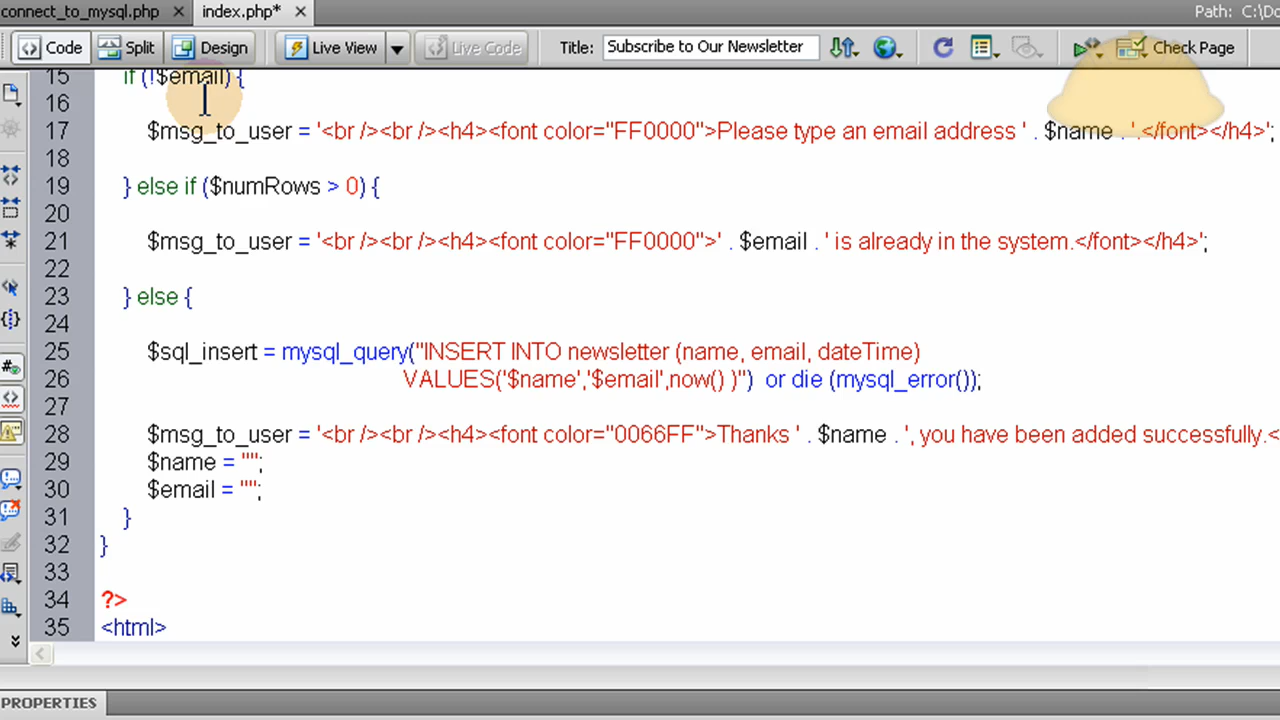 connect_to_mysql.php × index.php* × Path: C:\Do
Code Split Design Live View Live Code Title: Subscribe to Our Newsletter Check Page
15 if (!$email) {
16
17 $msg_to_user = '<br /><br /><h4><font color="FF0000">Please type an email address ' . $name . '.</font></h4>';
18
19 } else if ($numRows > 0) {
20
21 $msg_to_user = '<br /><br /><h4><font color="FF0000">' . $email . ' is already in the system.</font></h4>';
22
23 } else {
24
25 $sql_insert = mysql_query("INSERT INTO newsletter (name, email, dateTime)
26 VALUES('$name','$email',now() )") or die (mysql_error());
27
28 $msg_to_user = '<br /><br /><h4><font color="0066FF">Thanks ' . $name . ', you have been added successfully.<
29 $name = "";
30 $email = "";
31 }
32 }
33
34 ?>
35 <html>
PROPERTIES